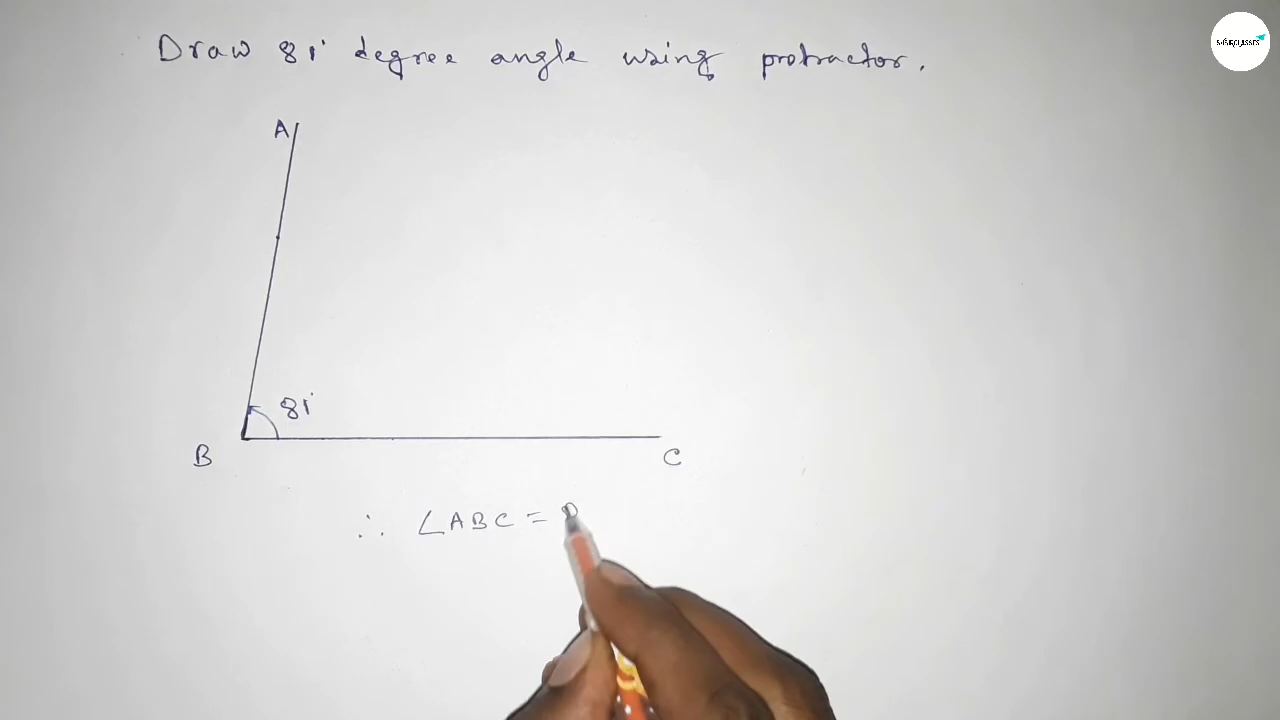 Draw 81° degree angle using protractor.
A
81°
B
C
∴ ∠ABC =